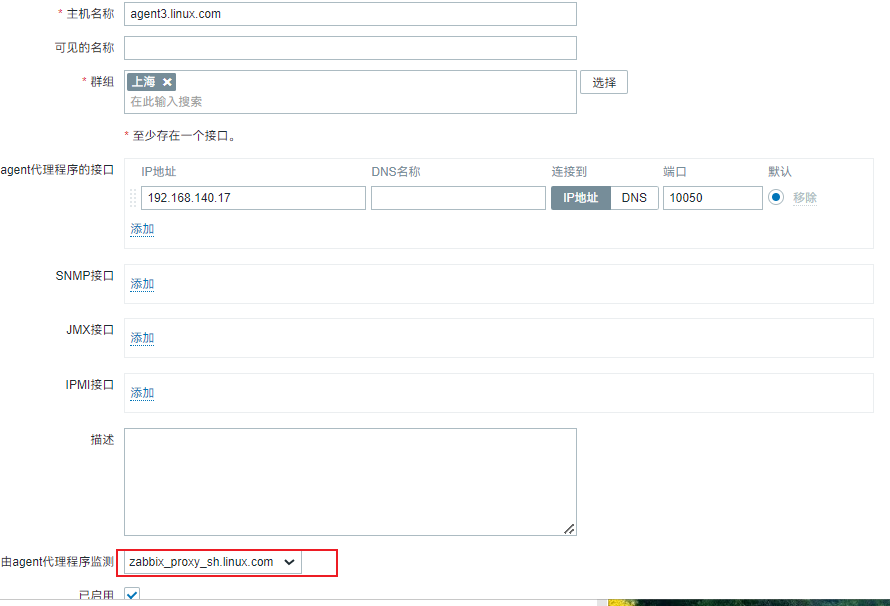 * 主机名称 agent3.linux.com
可见的名称
* 群组 上海 ✖ 选择
在此输入搜索
* 至少存在一个接口。
agent代理程序的接口 IP地址 DNS名称 连接到 端口 默认
192.168.140.17 IP地址 DNS 10050 移除
添加
SNMP接口 添加
JMX接口 添加
IPMI接口 添加
描述
由agent代理程序监测 zabbix_proxy_sh.linux.com
已启用